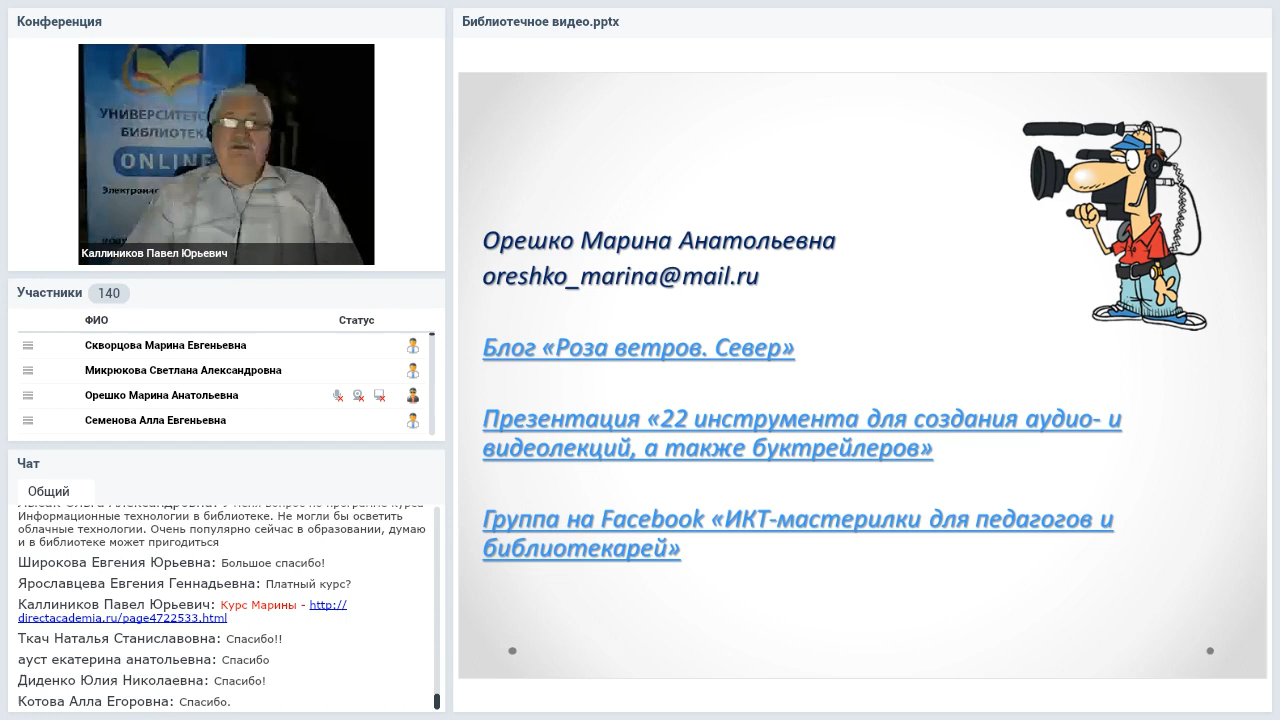 Конференция
УНИВЕРСИТЕТС
БИБЛИОТЕК
ONLINE
Каллиников Павел Юрьевич
Участники 140
ФИО Статус
Скворцова Марина Евгеньевна
Микрюкова Светлана Александровна
Орешко Марина Анатольевна
Семенова Алла Евгеньевна
Чат
Общий
Информационные технологии в библиотеке. Не могли бы осветить
облачные технологии. Очень популярно сейчас в образовании, думаю
и в библиотеке может пригодиться
Широкова Евгения Юрьевна: Большое спасибо!
Ярославцева Евгения Геннадьевна: Платный курс?
Каллиников Павел Юрьевич: Курс Марины - http://
directacademia.ru/page4722533.html
Ткач Наталья Станиславовна: Спасибо!!
ауст екатерина анатольевна: Спасибо
Диденко Юлия Николаевна: Спасибо!
Котова Алла Егоровна: Спасибо.
Библиотечное видео.pptx
Орешко Марина Анатольевна
oreshko_marina@mail.ru
Блог «Роза ветров. Север»
Презентация «22 инструмента для создания аудио- и
видеолекций, а также буктрейлеров»
Группа на Facebook «ИКТ-мастерилки для педагогов и
библиотекарей»